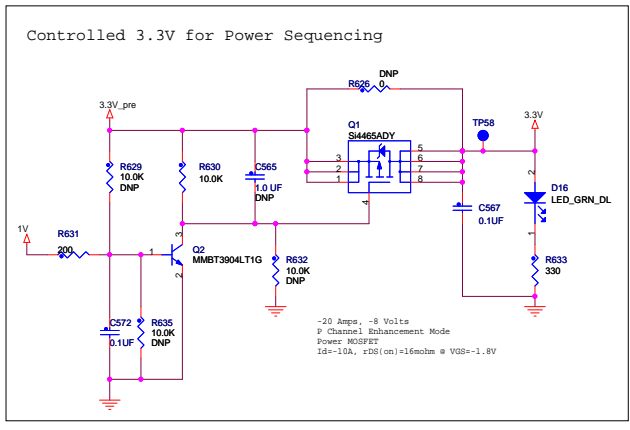 Controlled 3.3V for Power Sequencing
DNP
R626 0
3.3V_pre
Q1
Si4465ADY
TP58
3.3V
R629
10.0K
DNP
R630
10.0K
C565
1.0 UF
DNP
3
2
1
5
6
7
8
4
2
D16
LED_GRN_DL
1
C567
0.1UF
1V
R631
200
3
1
2
Q2
MMBT3904LT1G
R632
10.0K
DNP
R633
330
C572
0.1UF
R635
10.0K
DNP
-20 Amps, -8 Volts
P Channel Enhancement Mode
Power MOSFET
Id=-10A, rDS(on)=16mohm @ VGS=-1.8V